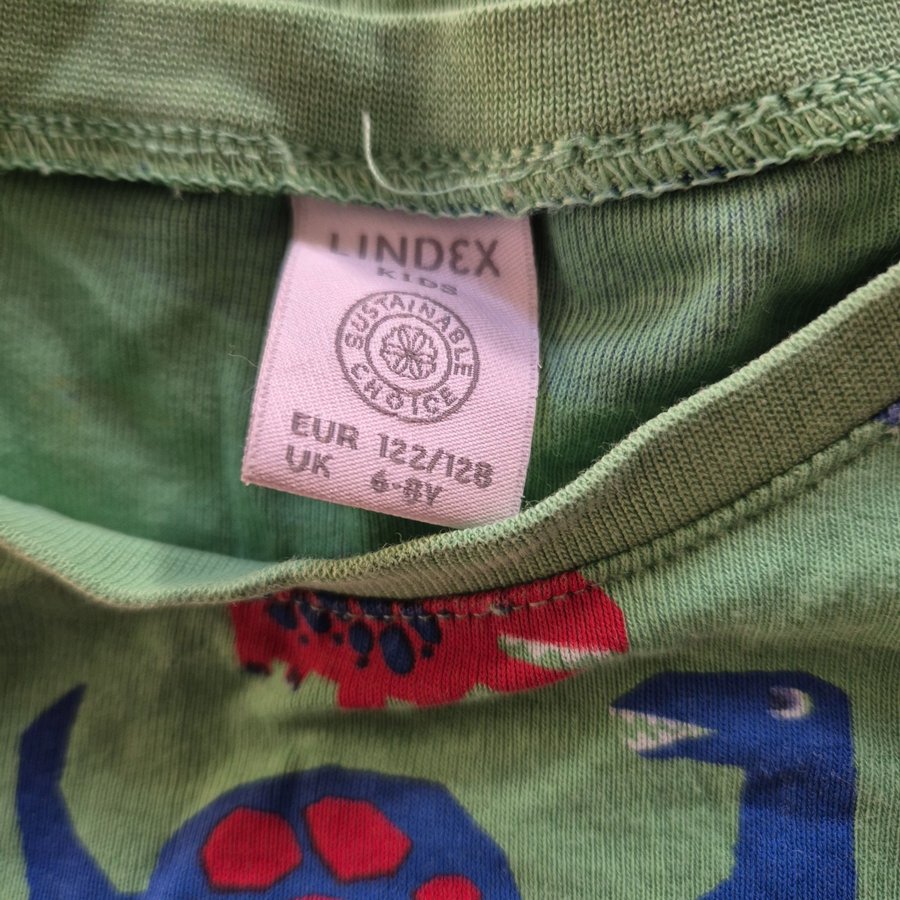 LINDEX
KIDS
SUSTAINABLE
CHOICE
EUR 122/128
UK 6-8Y